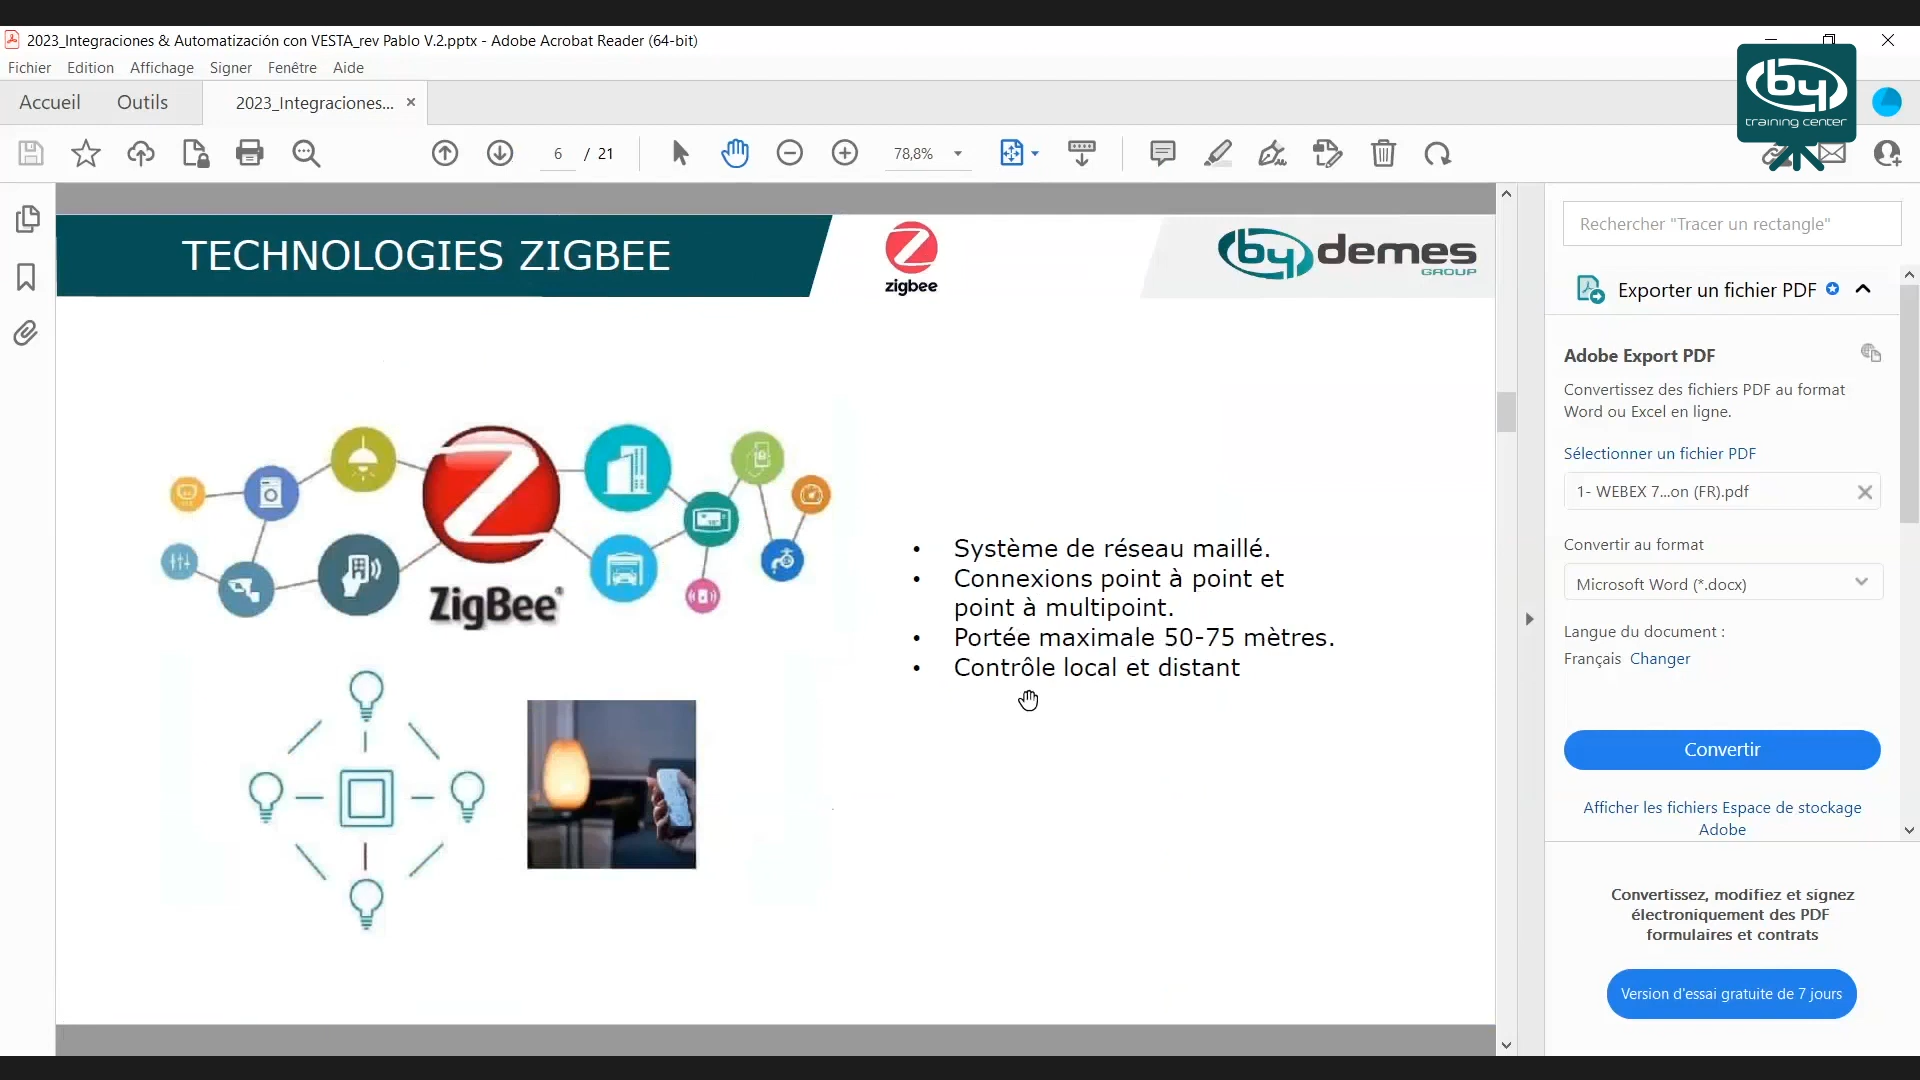 2023_Integraciones & Automatización con VESTA_rev Pablo V.2.pptx - Adobe Acrobat Reader (64-bit)
Fichier Edition Affichage Signer Fenêtre Aide
Accueil Outils 2023_Integraciones...
by
training center
6 / 21 78,8%
TECHNOLOGIES ZIGBEE
zigbee
by demes
GROUP
ZigBee®
• Système de réseau maillé.
• Connexions point à point et
point à multipoint.
• Portée maximale 50-75 mètres.
• Contrôle local et distant
Rechercher "Tracer un rectangle"
Exporter un fichier PDF
Adobe Export PDF
Convertissez des fichiers PDF au format
Word ou Excel en ligne.
Sélectionner un fichier PDF
1- WEBEX 7...on (FR).pdf
Convertir au format
Microsoft Word (*.docx)
Langue du document :
Français Changer
Convertir
Afficher les fichiers Espace de stockage
Adobe
Convertissez, modifiez et signez
électroniquement des PDF
formulaires et contrats
Version d'essai gratuite de 7 jours